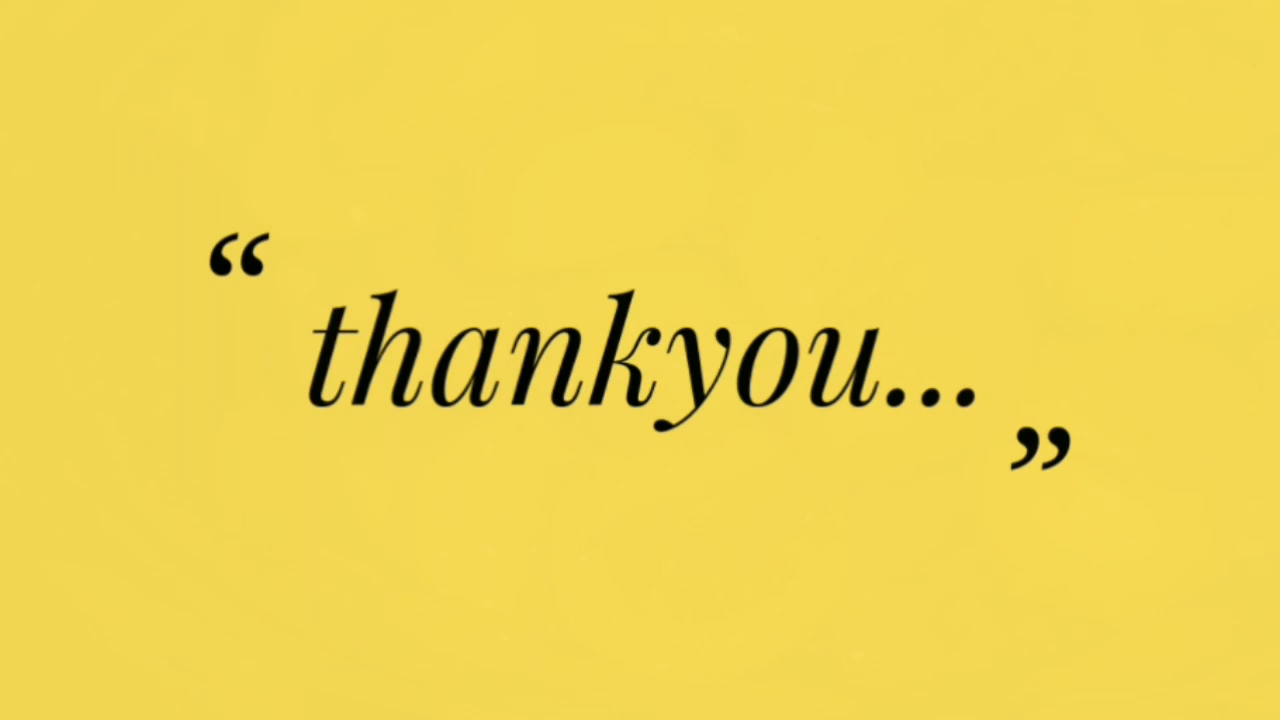 “ thankyou... ”